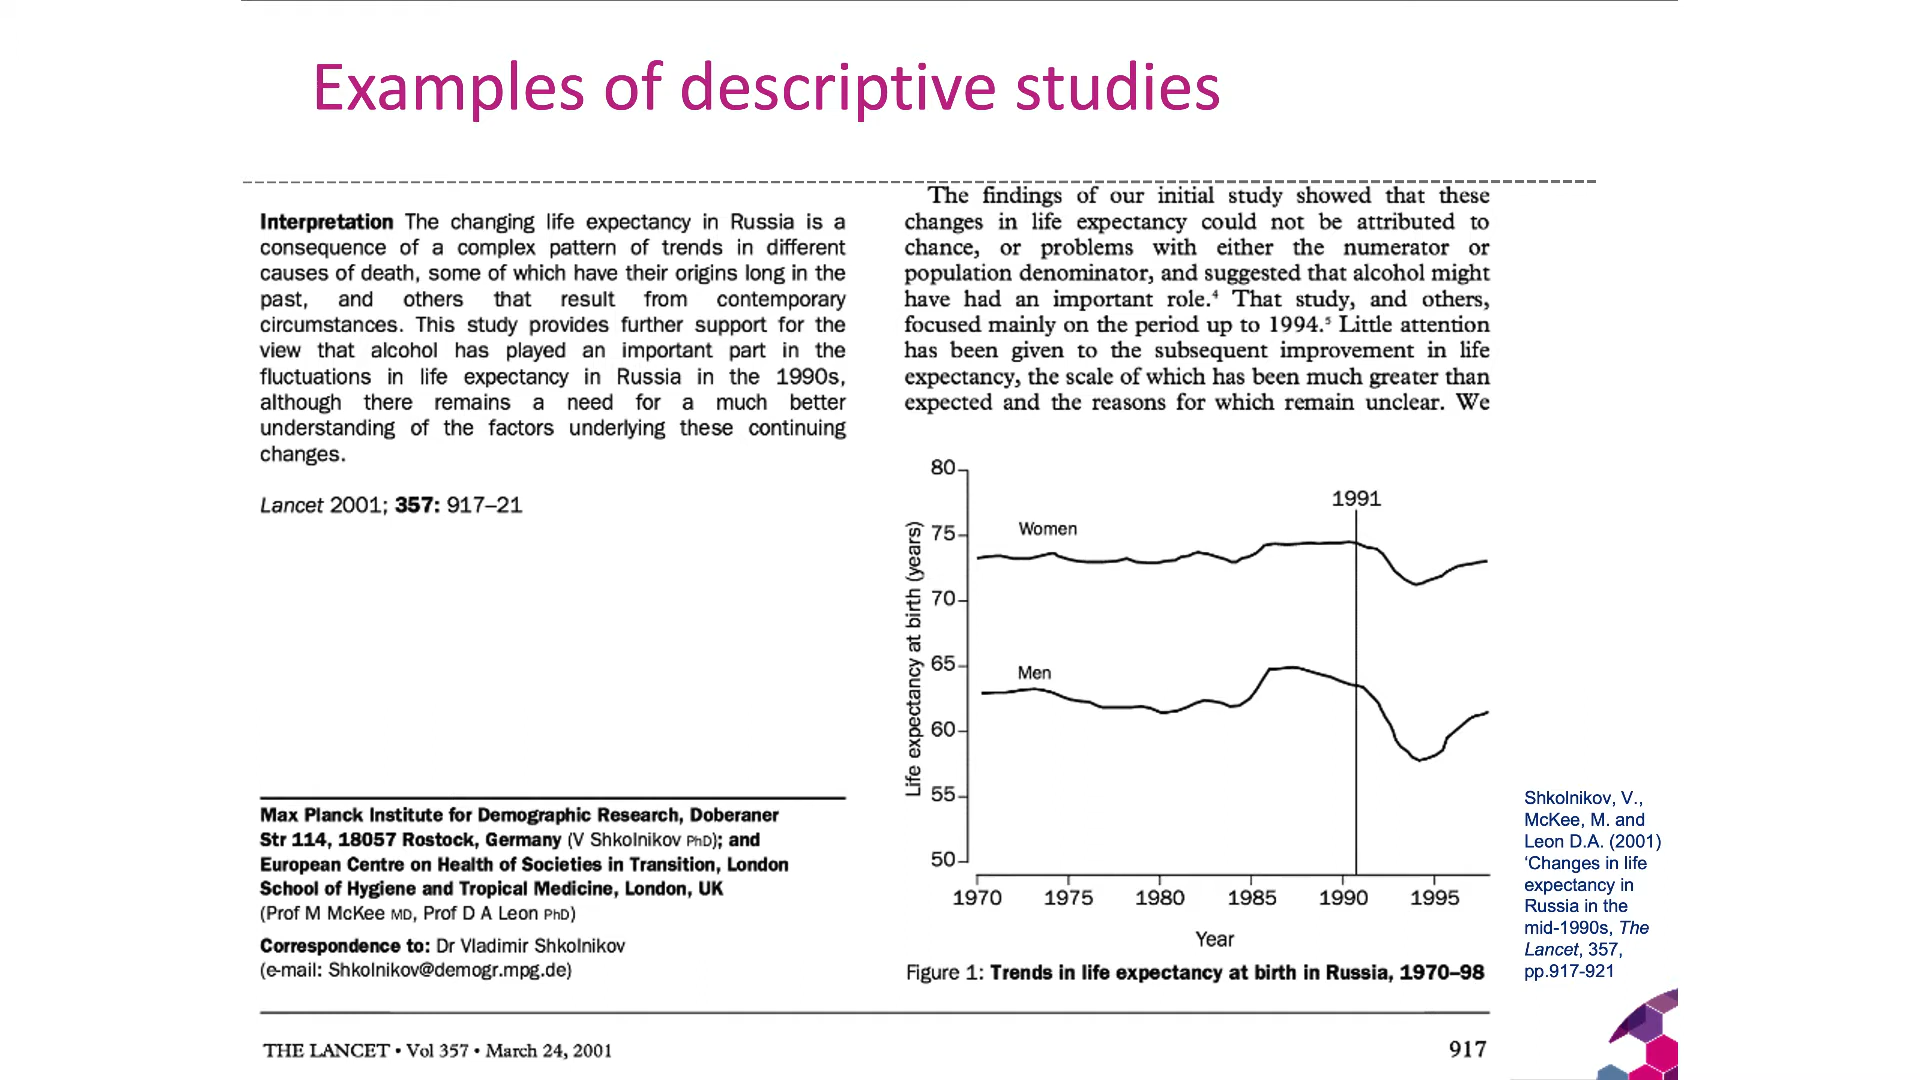 Examples of descriptive studies
Interpretation The changing life expectancy in Russia is a
consequence of a complex pattern of trends in different
causes of death, some of which have their origins long in the
past, and others that result from contemporary
circumstances. This study provides further support for the
view that alcohol has played an important part in the
fluctuations in life expectancy in Russia in the 1990s,
although there remains a need for a much better
understanding of the factors underlying these continuing
changes.
Lancet 2001; 357: 917–21
Max Planck Institute for Demographic Research, Doberaner
Str 114, 18057 Rostock, Germany (V Shkolnikov PhD); and
European Centre on Health of Societies in Transition, London
School of Hygiene and Tropical Medicine, London, UK
(Prof M McKee MD, Prof D A Leon PhD)
Correspondence to: Dr Vladimir Shkolnikov
(e-mail: Shkolnikov@demogr.mpg.de)
The findings of our initial study showed that these
changes in life expectancy could not be attributed to
chance, or problems with either the numerator or
population denominator, and suggested that alcohol might
have had an important role.⁴ That study, and others,
focused mainly on the period up to 1994.⁵ Little attention
has been given to the subsequent improvement in life
expectancy, the scale of which has been much greater than
expected and the reasons for which remain unclear. We
80
75
70
65
60
55
50
Life expectancy at birth (years)
1991
Women
Men
1970 1975 1980 1985 1990 1995
Year
Figure 1: Trends in life expectancy at birth in Russia, 1970–98
THE LANCET • Vol 357 • March 24, 2001
917
Shkolnikov, V.,
McKee, M. and
Leon D.A. (2001)
‘Changes in life
expectancy in
Russia in the
mid-1990s, The
Lancet, 357,
pp.917-921